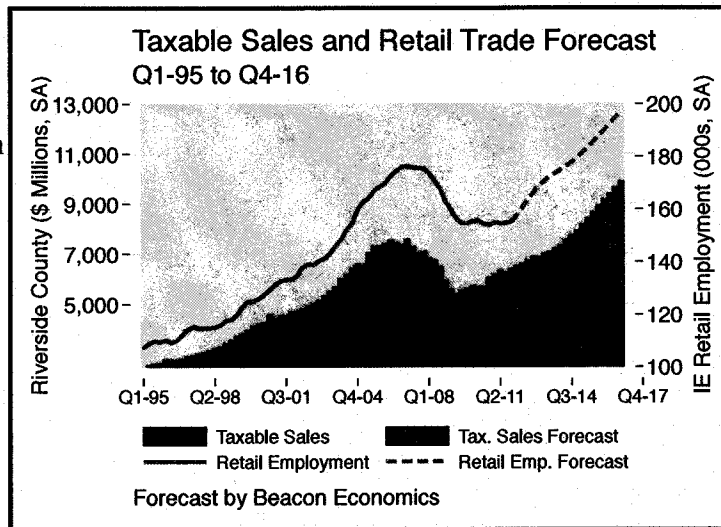 Taxable Sales and Retail Trade Forecast
Q1-95 to Q4-16
Riverside County ($ Millions, SA)
13,000
11,000
9,000
7,000
5,000
200
180
160
140
120
100
IE Retail Employment (000s, SA)
Q1-95 Q2-98 Q3-01 Q4-04 Q1-08 Q2-11 Q3-14 Q4-17
Taxable Sales Tax. Sales Forecast
Retail Employment Retail Emp. Forecast
Forecast by Beacon Economics